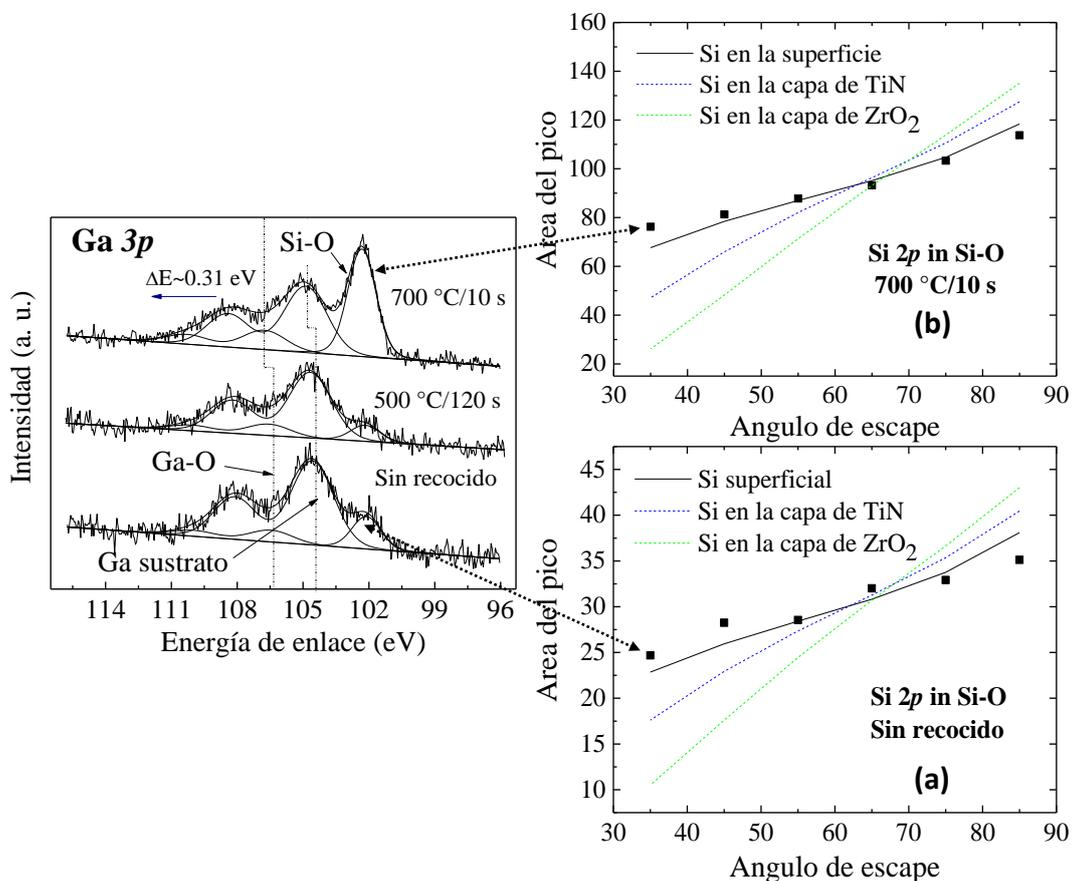 Ga 3p
Si-O
ΔE~0.31 eV
700 °C/10 s
500 °C/120 s
Ga-O
Sin recocido
Ga sustrato
Intensidad (a. u.)
114 111 108 105 102 99 96
Energía de enlace (eV)
160
140
120
100
80
60
40
20
Area del pico
Si en la superficie
Si en la capa de TiN
Si en la capa de ZrO2
Si 2p in Si-O
700 °C/10 s
(b)
30 40 50 60 70 80 90
Angulo de escape
45
40
35
30
25
20
15
10
Area del pico
Si superficial
Si en la capa de TiN
Si en la capa de ZrO2
Si 2p in Si-O
Sin recocido
(a)
30 40 50 60 70 80 90
Angulo de escape